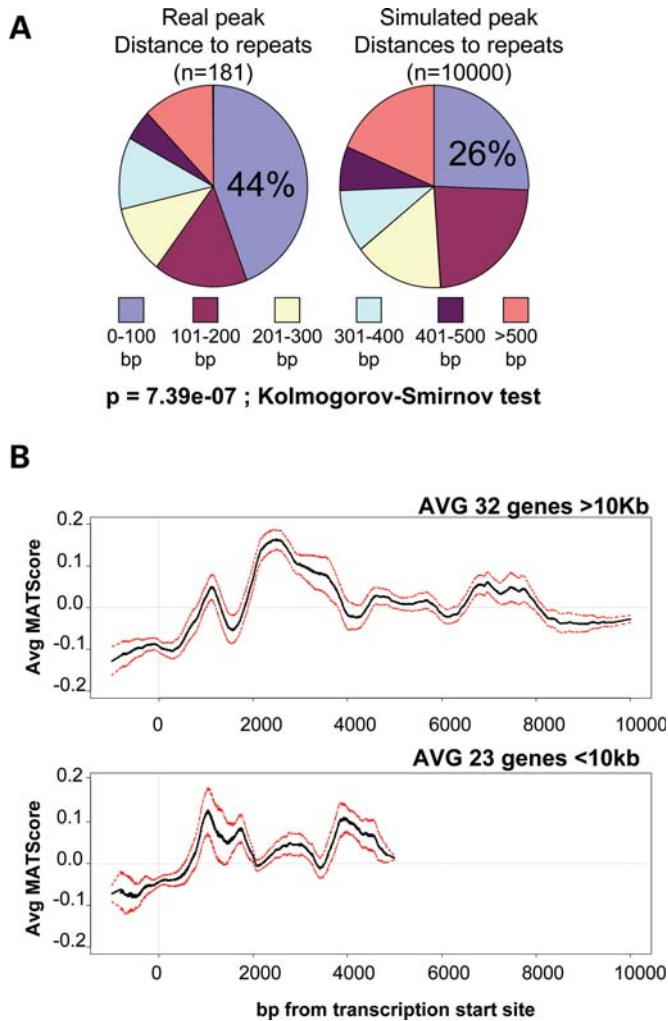 A
Real peak
Distance to repeats
(n=181)
Simulated peak
Distances to repeats
(n=10000)
44%
26%
0-100
bp
101-200
bp
201-300
bp
301-400
bp
401-500
bp
>500
bp
p = 7.39e-07 ; Kolmogorov-Smirnov test
B
AVG 32 genes >10Kb
Avg MATScore
0.2
0.1
0.0
-0.1
-0.2
0 2000 4000 6000 8000 10000
AVG 23 genes <10kb
Avg MATScore
0.2
0.1
0.0
-0.1
-0.2
0 2000 4000 6000 8000 10000
bp from transcription start site